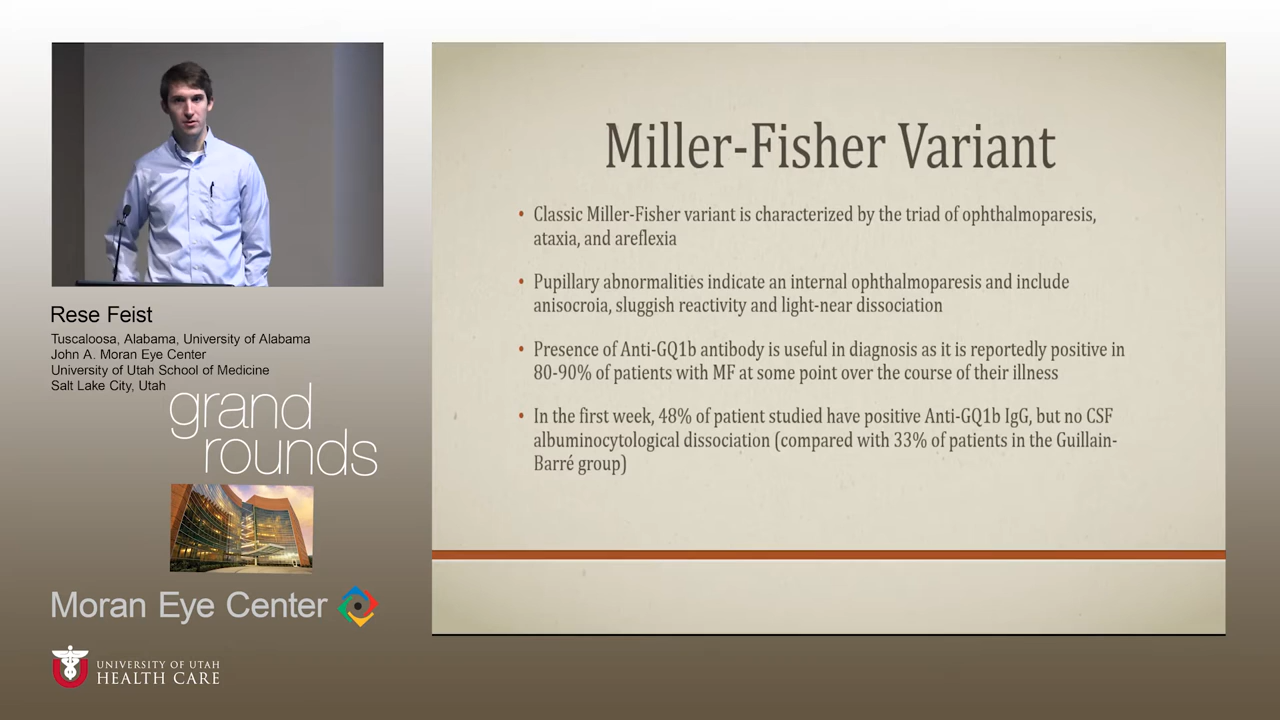 Rese Feist
Tuscaloosa, Alabama, University of Alabama
John A. Moran Eye Center
University of Utah School of Medicine
Salt Lake City, Utah
grand
rounds
Moran Eye Center
UNIVERSITY OF UTAH
HEALTH CARE
Miller-Fisher Variant
• Classic Miller-Fisher variant is characterized by the triad of ophthalmoparesis,
ataxia, and areflexia
• Pupillary abnormalities indicate an internal ophthalmoparesis and include
anisocroia, sluggish reactivity and light-near dissociation
• Presence of Anti-GQ1b antibody is useful in diagnosis as it is reportedly positive in
80-90% of patients with MF at some point over the course of their illness
• In the first week, 48% of patient studied have positive Anti-GQ1b IgG, but no CSF
albuminocytological dissociation (compared with 33% of patients in the Guillain-
Barré group)